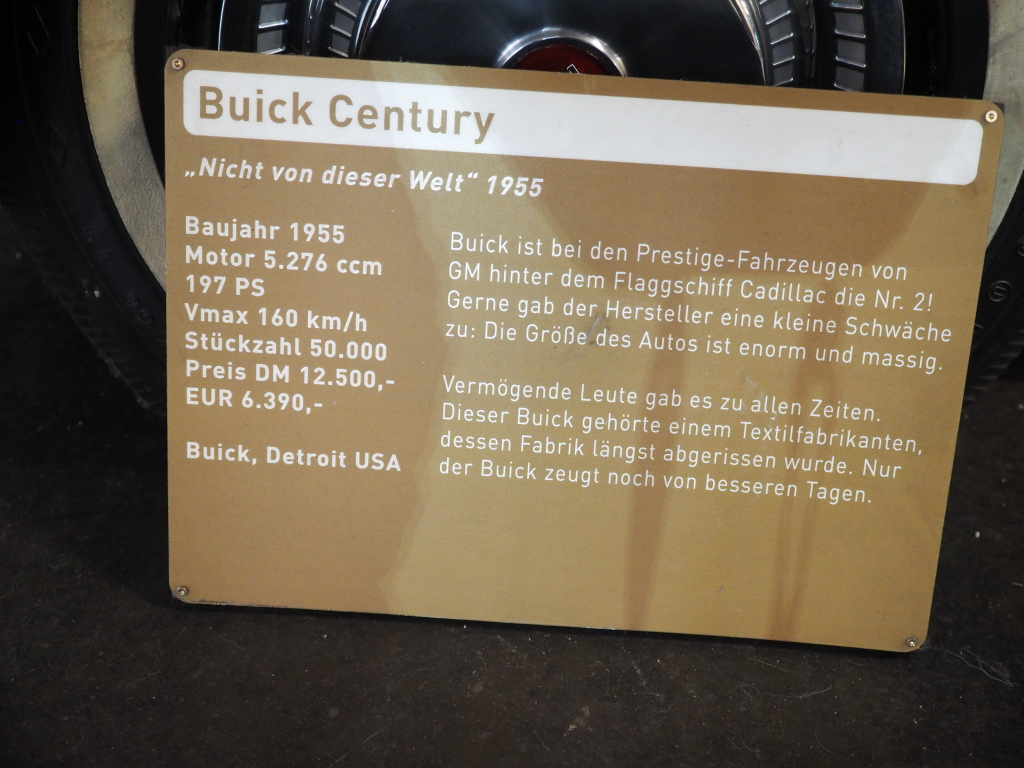 Buick Century
„Nicht von dieser Welt“ 1955
Baujahr 1955
Motor 5.276 ccm
197 PS
Vmax 160 km/h
Stückzahl 50.000
Preis DM 12.500,-
EUR 6.390,-
Buick, Detroit USA
Buick ist bei den Prestige-Fahrzeugen von
GM hinter dem Flaggschiff Cadillac die Nr. 2!
Gerne gab der Hersteller eine kleine Schwäche
zu: Die Größe des Autos ist enorm und massig.
Vermögende Leute gab es zu allen Zeiten.
Dieser Buick gehörte einem Textilfabrikanten,
dessen Fabrik längst abgerissen wurde. Nur
der Buick zeugt noch von besseren Tagen.